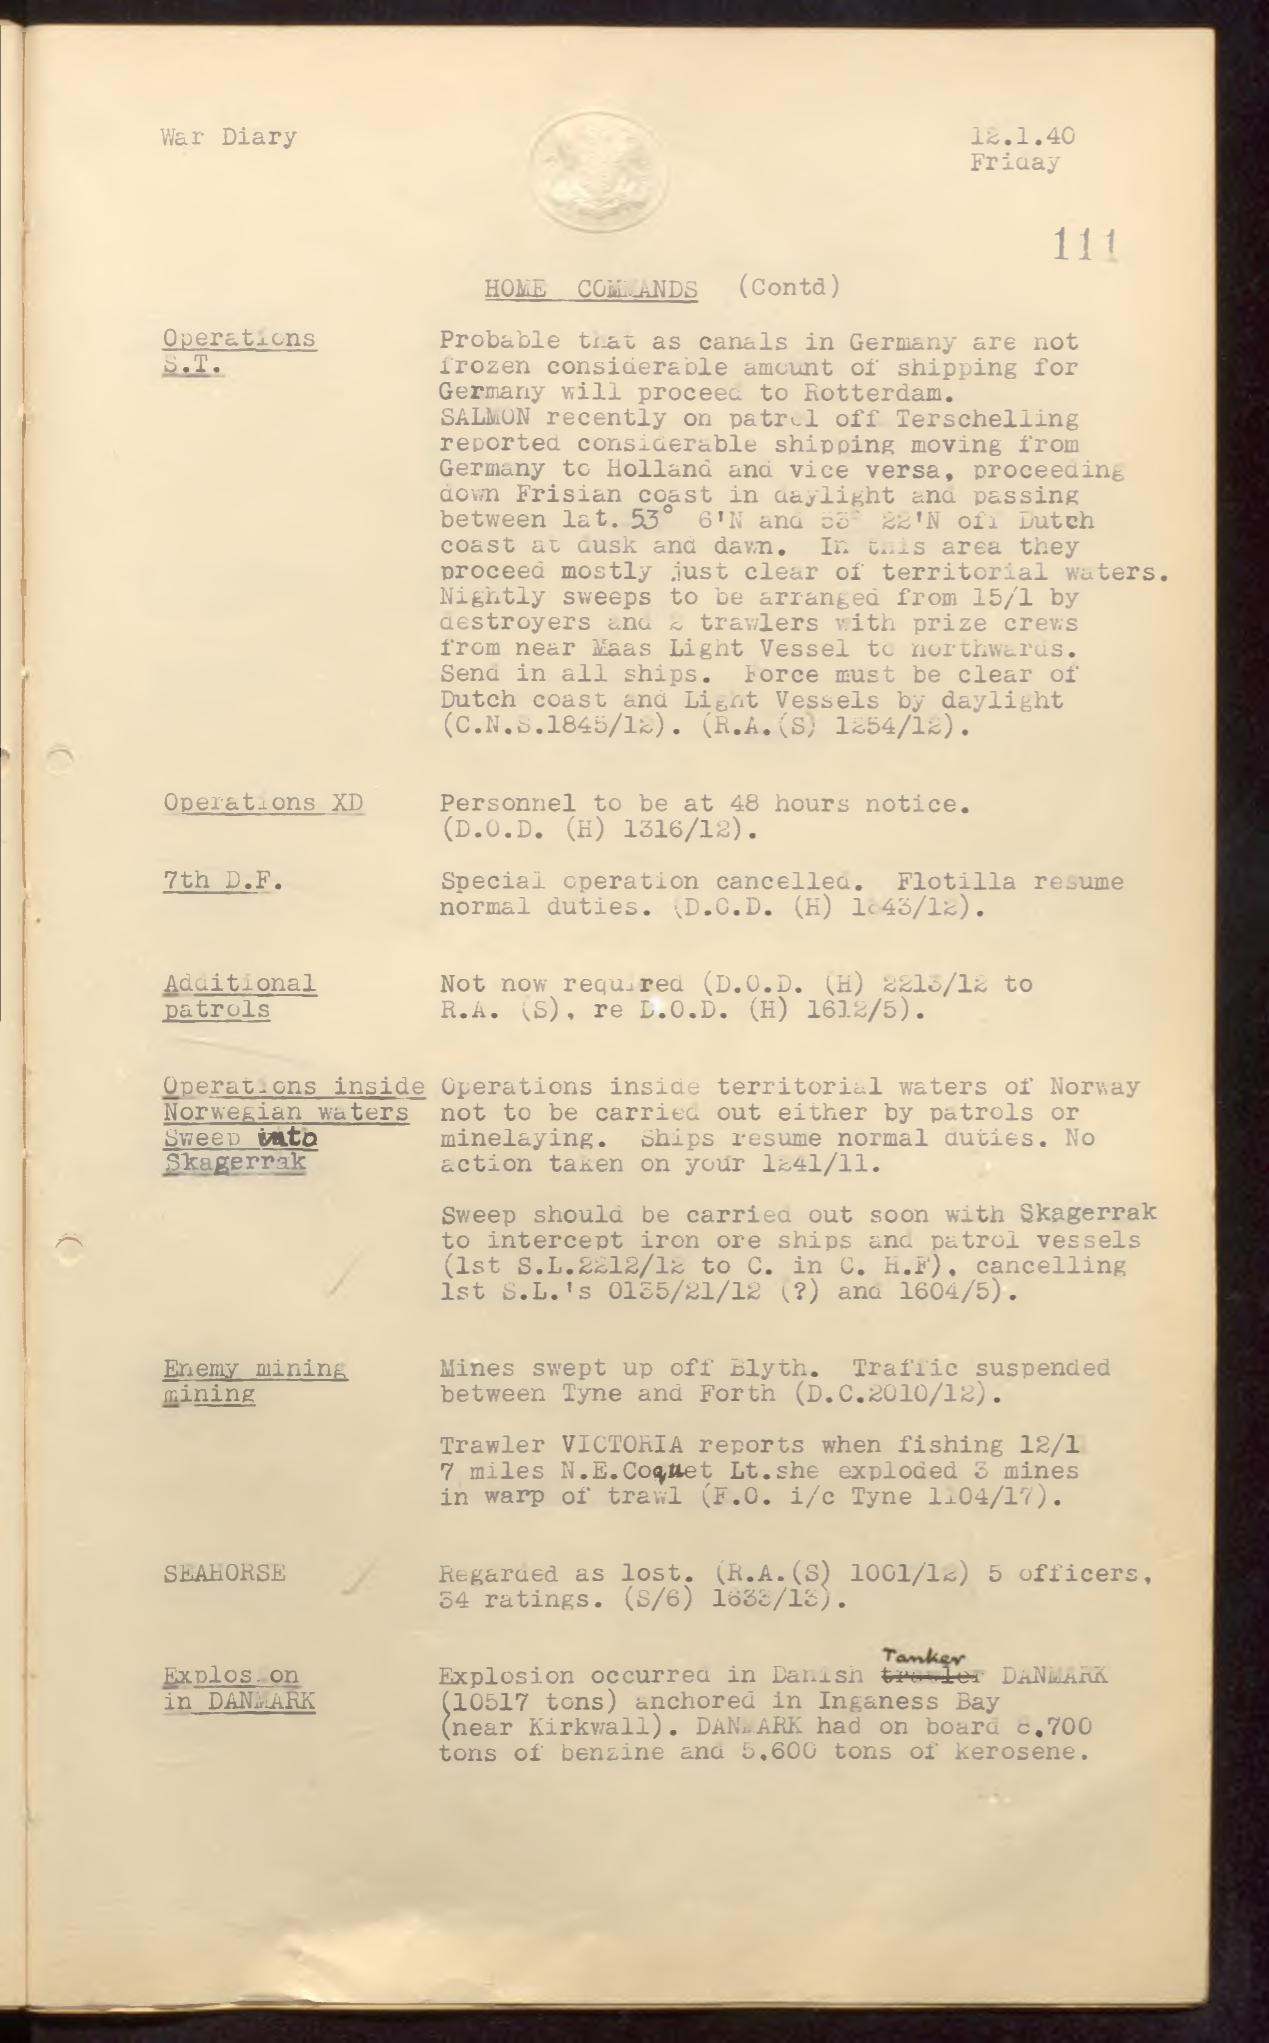 War Diary
12.1.40
Friday
111
HOME COMMANDS (Contd)
Operations
S.T.
Probable that as canals in Germany are not
frozen considerable amount of shipping for
Germany will proceed to Rotterdam.
SALMON recently on patrol off Terschelling
reported considerable shipping moving from
Germany to Holland and vice versa, proceeding
down Frisian coast in daylight and passing
between lat. 53° 6'N and 53° 22'N off Dutch
coast at dusk and dawn. In this area they
proceed mostly just clear of territorial waters.
Nightly sweeps to be arranged from 15/1 by
destroyers and 2 trawlers with prize crews
from near Maas Light Vessel to northwards.
Send in all ships. Force must be clear of
Dutch coast and Light Vessels by daylight
(C.N.S.1845/12). (R.A.(S) 1254/12).
Operations XD
Personnel to be at 48 hours notice.
(D.O.D. (H) 1316/12).
7th D.F.
Special operation cancelled. Flotilla resume
normal duties. (D.O.D. (H) 1843/12).
Additional
patrols
Not now required (D.O.D. (H) 2213/12 to
R.A. (S), re D.O.D. (H) 1612/5).
Operations inside
Norwegian waters
Sweep into
Skagerrak
Operations inside territorial waters of Norway
not to be carried out either by patrols or
minelaying. Ships resume normal duties. No
action taken on your 1241/11.
Sweep should be carried out soon with Skagerrak
to intercept iron ore ships and patrol vessels
(1st S.L.2212/12 to C. in C. H.F), cancelling
1st S.L.'s 0135/21/12 (?) and 1604/5).
Enemy mining
mining
Mines swept up off Blyth. Traffic suspended
between Tyne and Forth (D.C.2010/12).
Trawler VICTORIA reports when fishing 12/1
7 miles N.E.Coquet Lt.she exploded 3 mines
in warp of trawl (F.O. i/c Tyne 1104/17).
SEAHORSE
Regarded as lost. (R.A.(S) 1001/12) 5 officers,
34 ratings. (S/6) 1633/13).
Explosion
in DANMARK
Tanker
Explosion occurred in Danish trawler DANMARK
(10517 tons) anchored in Inganess Bay
(near Kirkwall). DANMARK had on board 8,700
tons of benzine and 5,600 tons of kerosene.